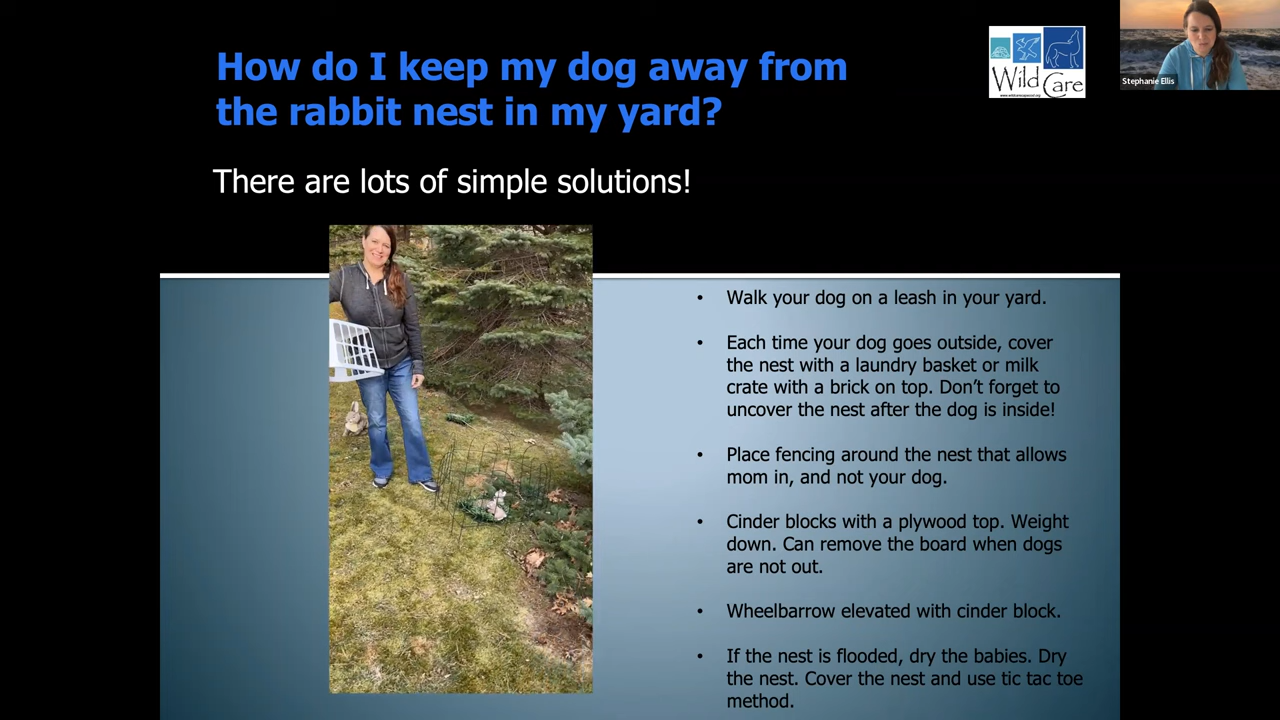 How do I keep my dog away from
the rabbit nest in my yard?
Wild Care
Stephanie Ellis
There are lots of simple solutions!
• Walk your dog on a leash in your yard.
• Each time your dog goes outside, cover
the nest with a laundry basket or milk
crate with a brick on top. Don’t forget to
uncover the nest after the dog is inside!
• Place fencing around the nest that allows
mom in, and not your dog.
• Cinder blocks with a plywood top. Weight
down. Can remove the board when dogs
are not out.
• Wheelbarrow elevated with cinder block.
• If the nest is flooded, dry the babies. Dry
the nest. Cover the nest and use tic tac toe
method.